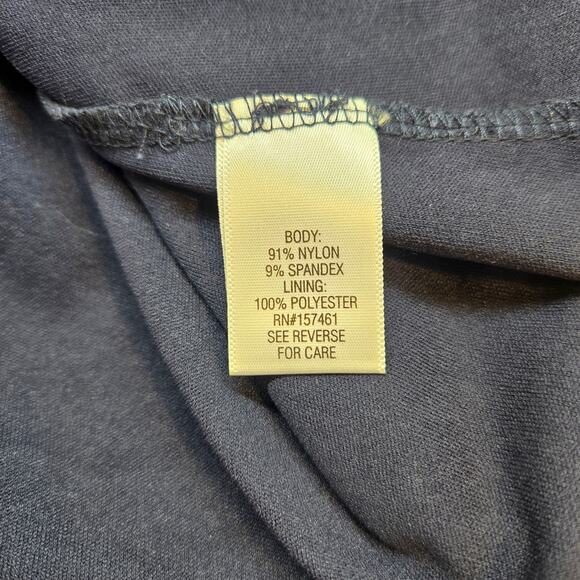 BODY:
91% NYLON
9% SPANDEX
LINING:
100% POLYESTER
RN#157461
SEE REVERSE
FOR CARE